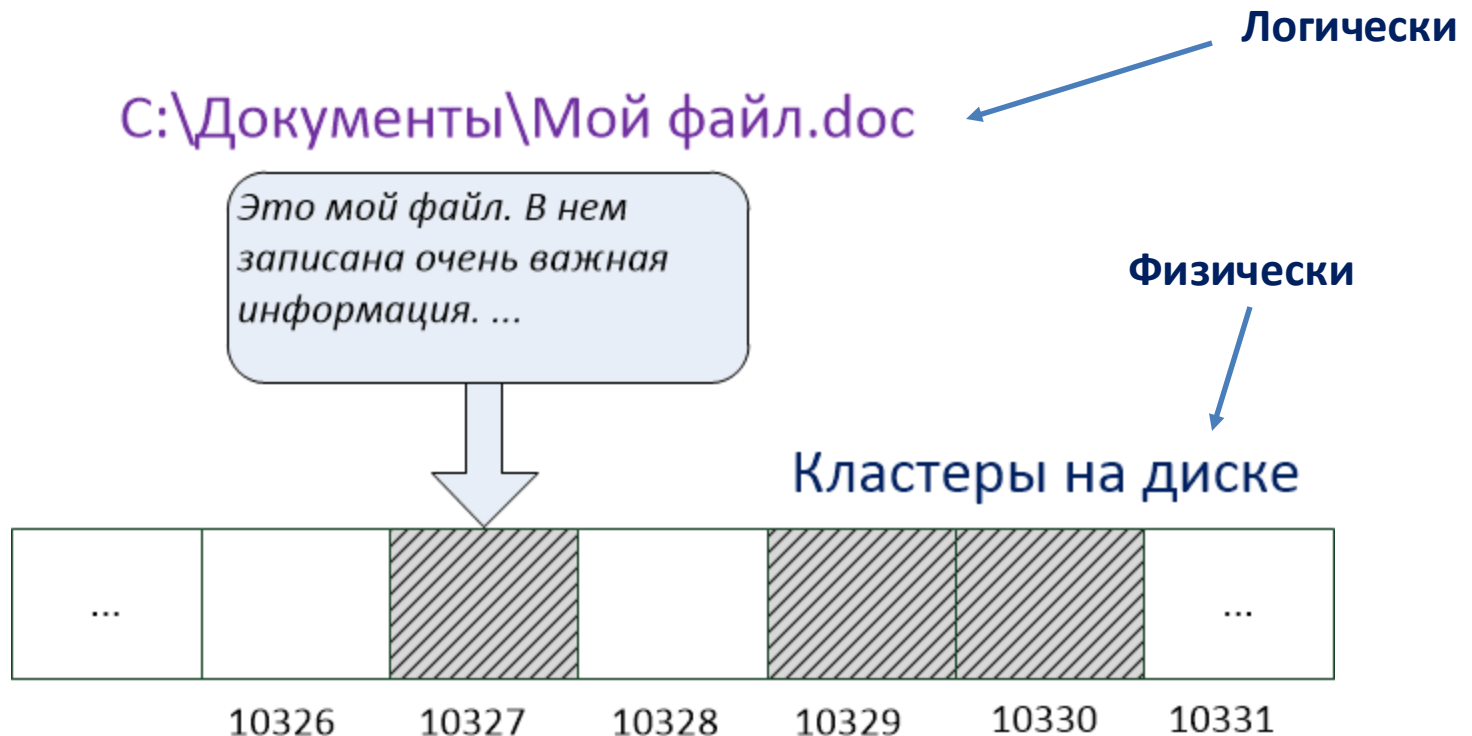 Логически
C:\Документы\Мой файл.doc
Это мой файл. В нем
записана очень важная
информация. ...
Физически
Кластеры на диске
... ...
10326 10327 10328 10329 10330 10331